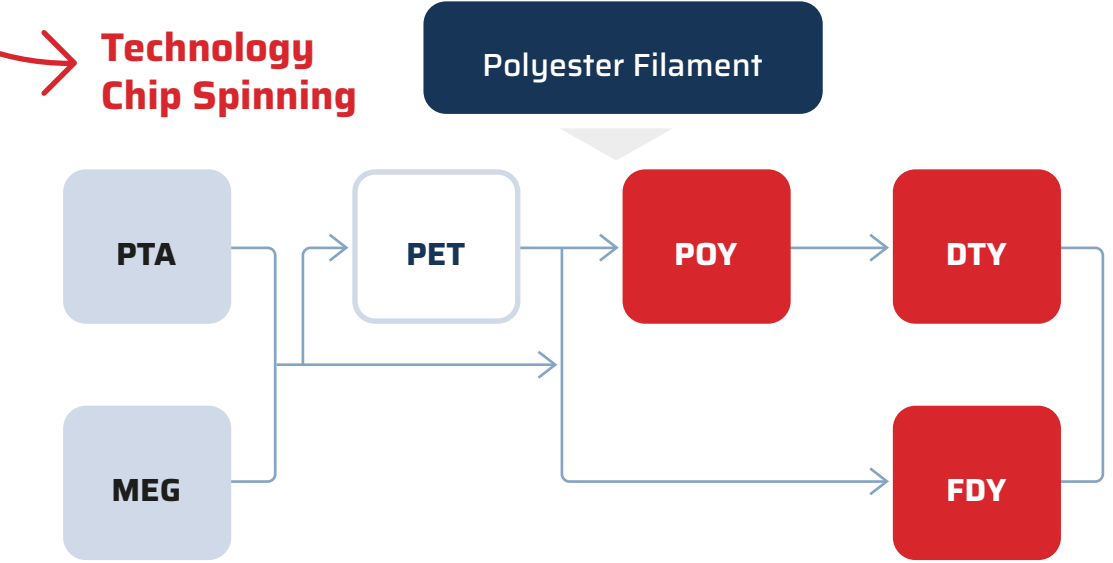 Technology
Chip Spinning
Polyester Filament
PTA
PET
POY
DTY
MEG
FDY